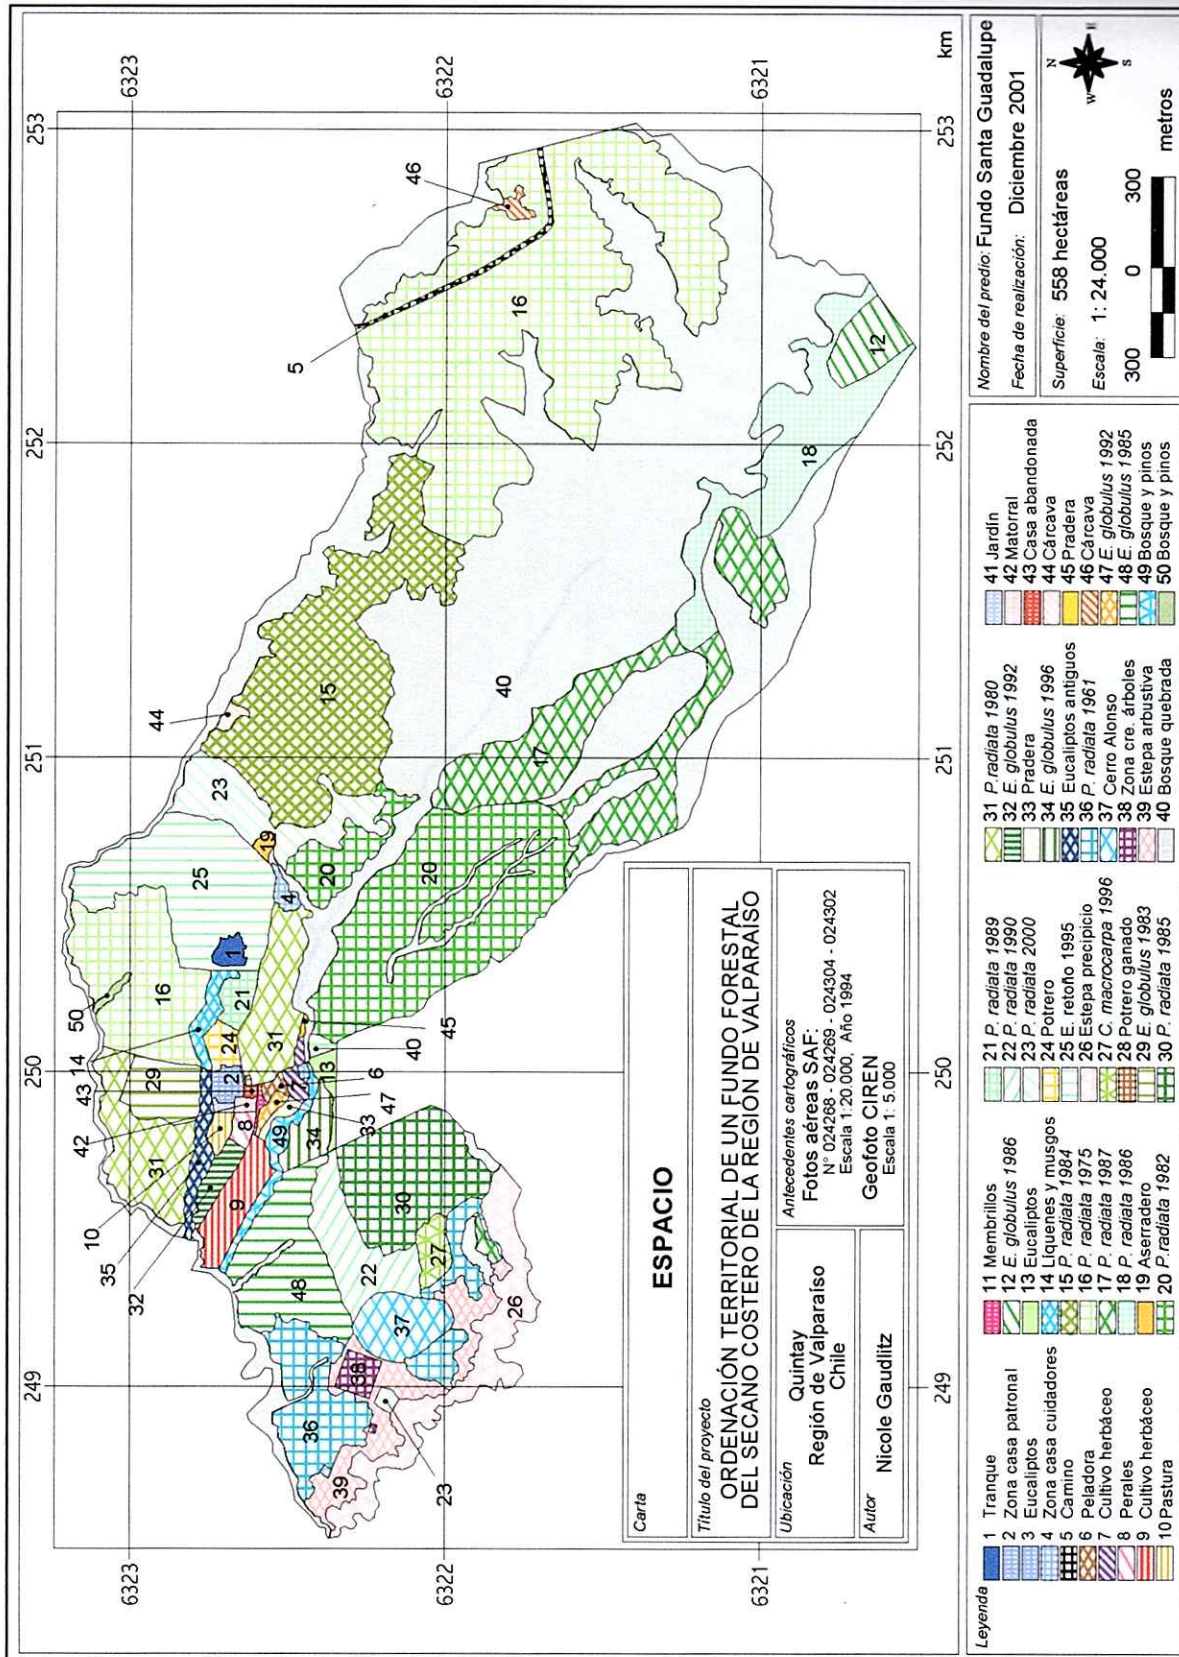 249
250
251
252
253
6323
6323
6322
6322
6321
6321
km
249
250
251
252
253
32
35
10
42
43
14
50
44
5
46
31
29
16
25
23
19
4
1
21
24
2
31
8
9
49
34
13
7
33
47
6
40
45
20
20
15
40
17
16
18
12
48
22
30
27
37
26
38
36
39
23
Carta
ESPACIO
Título del proyecto
ORDENACIÓN TERRITORIAL DE UN FUNDO FORESTAL
DEL SECANO COSTERO DE LA REGIÓN DE VALPARAÍSO
Ubicación
Quintay
Región de Valparaíso
Chile
Autor
Nicole Gaudlitz
Antecedentes cartográficos
Fotos aéreas SAF:
N° 024268 - 024269 - 024304 - 024302
Escala 1:20.000, Año 1994
Geofoto CIREN
Escala 1: 5.000
Leyenda
1 Tranque
2 Zona casa patronal
3 Eucaliptos
4 Zona casa cuidadores
5 Camino
6 Peladora
7 Cultivo herbáceo
8 Perales
9 Cultivo herbáceo
10 Pastura
11 Membrillos
12 E. globulus 1986
13 Eucaliptos
14 Líquenes y musgos
15 P. radiata 1984
16 P. radiata 1975
17 P. radiata 1987
18 P. radiata 1986
19 Aserradero
20 P.radiata 1982
21 P. radiata 1989
22 P. radiata 1990
23 P. radiata 2000
24 Potrero
25 E. retoño 1995
26 Estepa precipicio
27 C. macrocarpa 1996
28 Potrero ganado
29 E. globulus 1983
30 P. radiata 1985
31 P.radiata 1980
32 E. globulus 1992
33 Pradera
34 E. globulus 1996
35 Eucaliptos antiguos
36 P. radiata 1961
37 Cerro Alonso
38 Zona cre. árboles
39 Estepa arbustiva
40 Bosque quebrada
41 Jardín
42 Matorral
43 Casa abandonada
44 Cárcava
45 Pradera
46 Cárcava
47 E. globulus 1992
48 E. globulus 1985
49 Bosque y pinos
50 Bosque y pinos
Nombre del predio: Fundo Santa Guadalupe
Fecha de realización: Diciembre 2001
Superficie: 558 hectáreas
Escala: 1: 24.000
300 0 300
metros
N
E
S
W